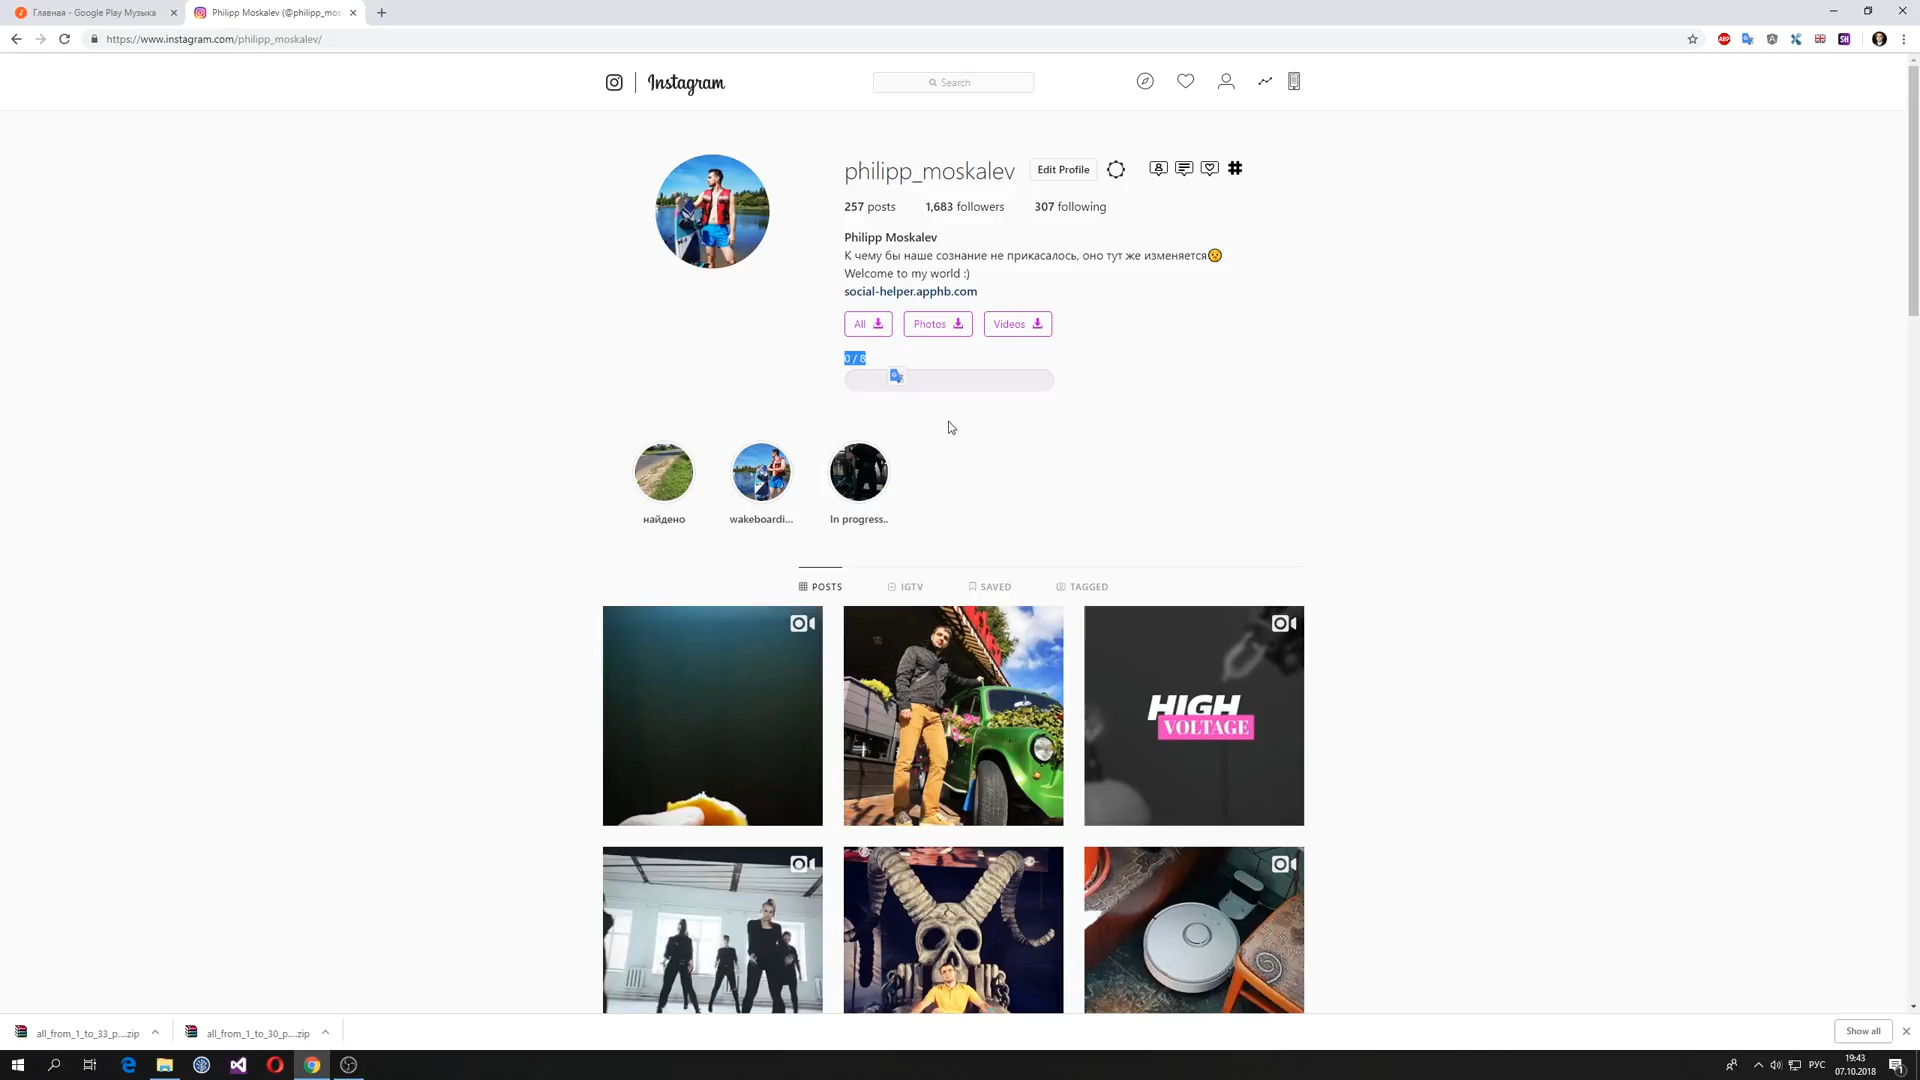 Главная - Google Play Музыка
Philipp Moskalev (@philipp_mos
https://www.instagram.com/philipp_moskalev/
ABP
SH
Instagram
Search
philipp_moskalev
Edit Profile
257 posts
1,683 followers
307 following
Philipp Moskalev
К чему бы наше сознание не прикасалось, оно тут же изменяется😯
Welcome to my world :)
social-helper.apphb.com
All
Photos
Videos
0 / 8
найдено
wakeboardi...
In progress..
POSTS
IGTV
SAVED
TAGGED
HIGH
VOLTAGE
all_from_1_to_33_p....zip
all_from_1_to_30_p....zip
Show all
РУС
19:43
07.10.2018